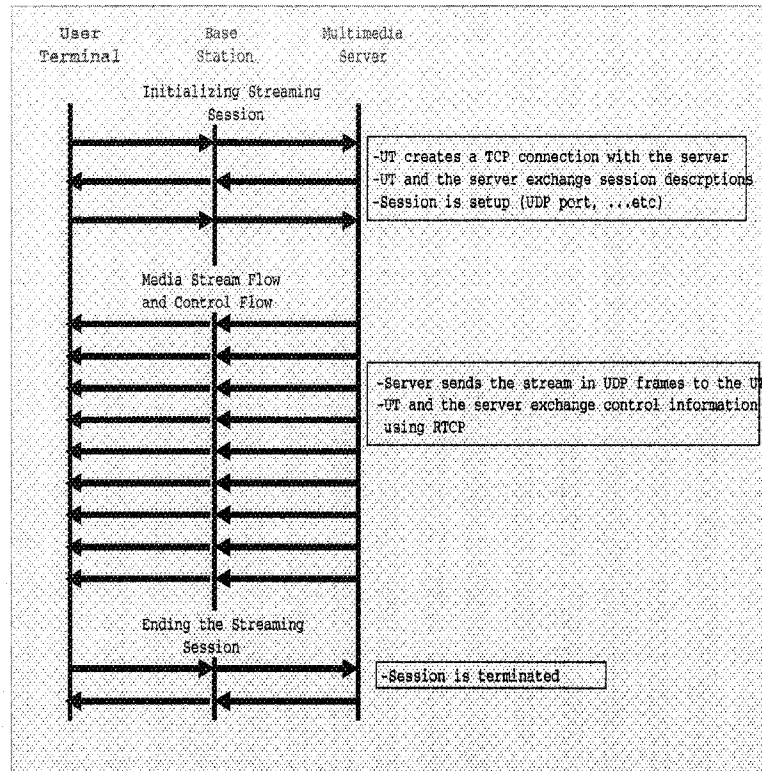 User Base Multimedia
Terminal Station Server
Initializing Streaming
Session
-UT creates a TCP connection with the server
-UT and the server exchange session descrptions
-Session is setup (UDP port, ...etc)
Media Stream Flow
and Control Flow
-Server sends the stream in UDP frames to the UT
-UT and the server exchange control information
using RTCP
Ending the Streaming
Session
-Session is terminated